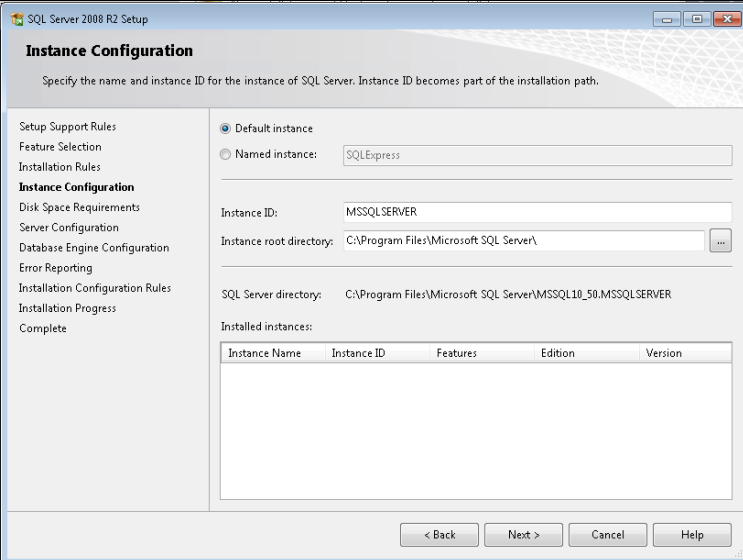 SQL Server 2008 R2 Setup
Instance Configuration
Specify the name and instance ID for the instance of SQL Server. Instance ID becomes part of the installation path.
Setup Support Rules
Feature Selection
Installation Rules
Instance Configuration
Disk Space Requirements
Server Configuration
Database Engine Configuration
Error Reporting
Installation Configuration Rules
Installation Progress
Complete
Default instance
Named instance: SQLExpress
Instance ID: MSSQLSERVER
Instance root directory: C:\Program Files\Microsoft SQL Server\ ...
SQL Server directory: C:\Program Files\Microsoft SQL Server\MSSQL10_50.MSSQLSERVER
Installed instances:
Instance Name Instance ID Features Edition Version
< Back Next > Cancel Help